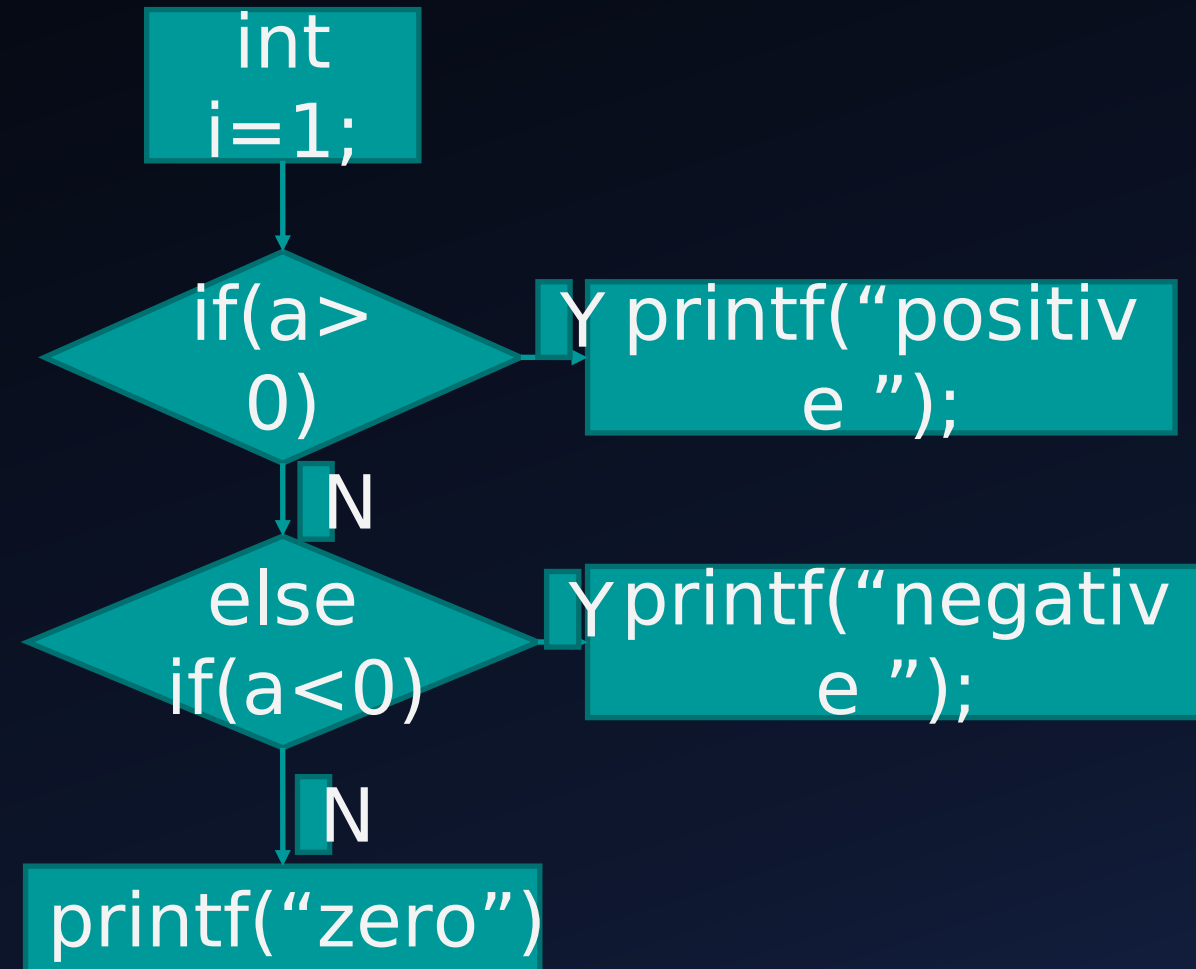 int
i=1;
if(a>
0)
Y
printf(“positiv
e ”);
N
else
if(a<0)
Y
printf(“negativ
e ”);
N
printf(“zero”)